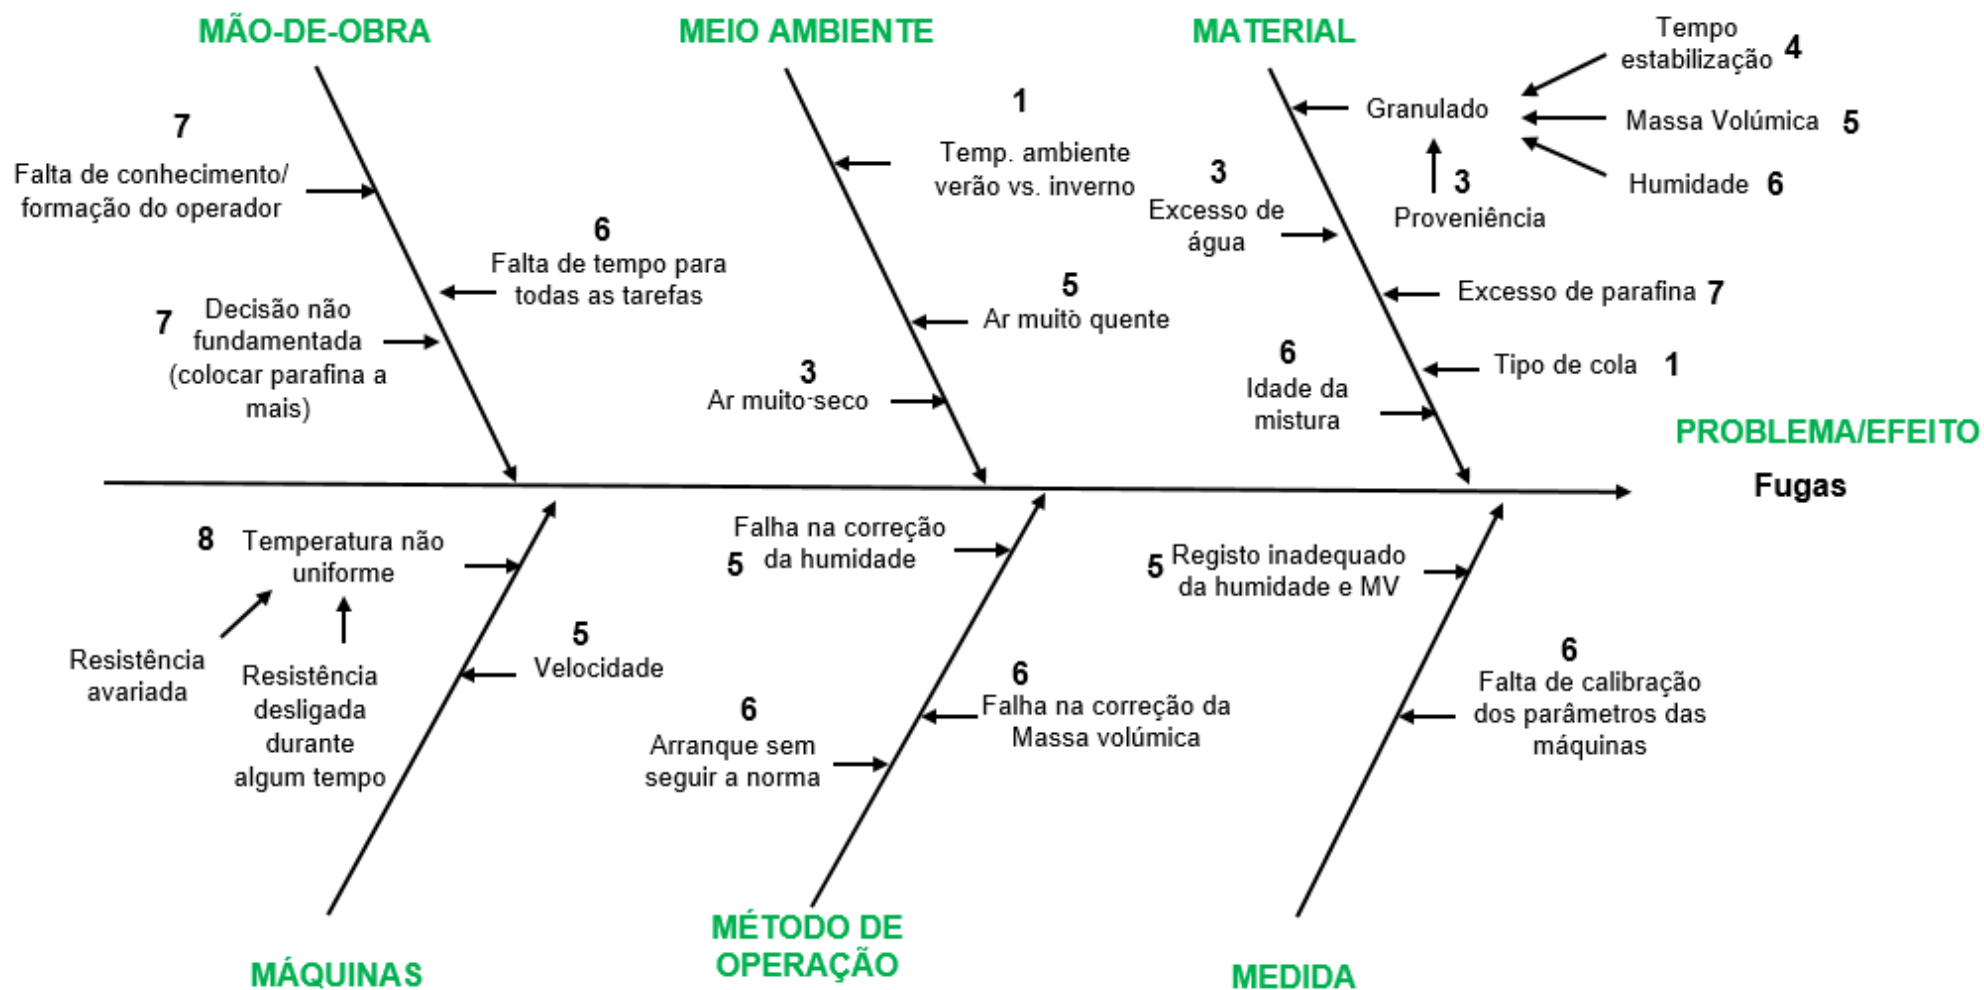 MÃO-DE-OBRA
7
Falta de conhecimento/
formação do operador
6
Falta de tempo para
todas as tarefas
7
Decisão não
fundamentada
(colocar parafina a
mais)
MEIO AMBIENTE
1
Temp. ambiente
verão vs. inverno
5
Ar muito quente
3
Ar muito seco
MATERIAL
Granulado
Tempo
estabilização 4
Massa Volúmica 5
Humidade 6
3
Proveniência
3
Excesso de
água
Excesso de parafina 7
Tipo de cola 1
6
Idade da
mistura
PROBLEMA/EFEITO
Fugas
8 Temperatura não
uniforme
Resistência
avariada
Resistência
desligada
durante
algum tempo
5
Velocidade
MÁQUINAS
Falha na correção
5 da humidade
6
Falha na correção da
Massa volúmica
6
Arranque sem
seguir a norma
MÉTODO DE
OPERAÇÃO
5 Registo inadequado
da humidade e MV
6
Falta de calibração
dos parâmetros das
máquinas
MEDIDA